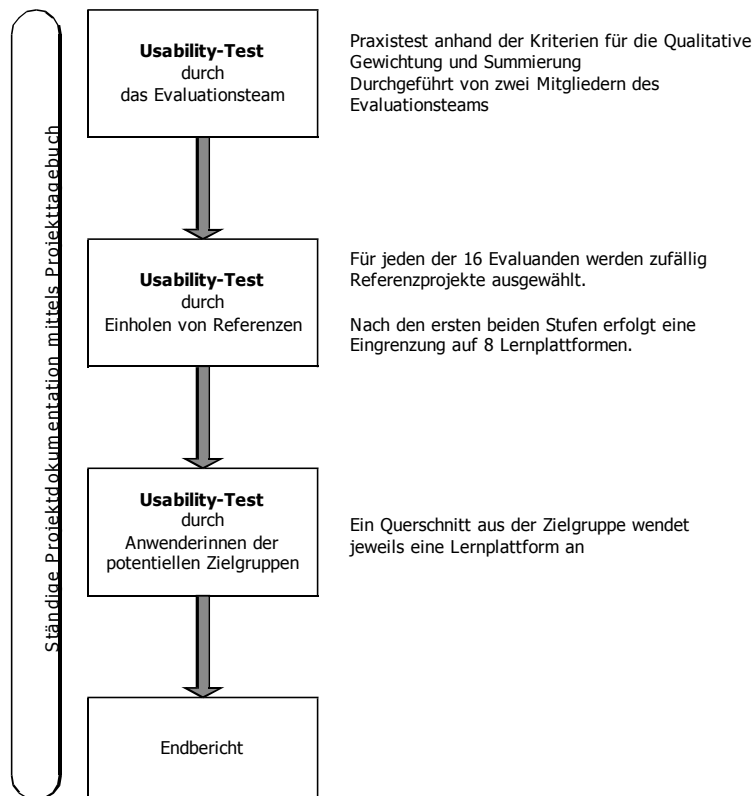 Ständige Projektdokumentation mittels Projekttagebuch
Usability-Test
durch
das Evaluationsteam
Praxistest anhand der Kriterien für die Qualitative
Gewichtung und Summierung
Durchgeführt von zwei Mitgliedern des
Evaluationsteams
Usability-Test
durch
Einholen von Referenzen
Für jeden der 16 Evaluanden werden zufällig
Referenzprojekte ausgewählt.
Nach den ersten beiden Stufen erfolgt eine
Eingrenzung auf 8 Lernplattformen.
Usability-Test
durch
Anwenderinnen der
potentiellen Zielgruppen
Ein Querschnitt aus der Zielgruppe wendet
jeweils eine Lernplattform an
Endbericht